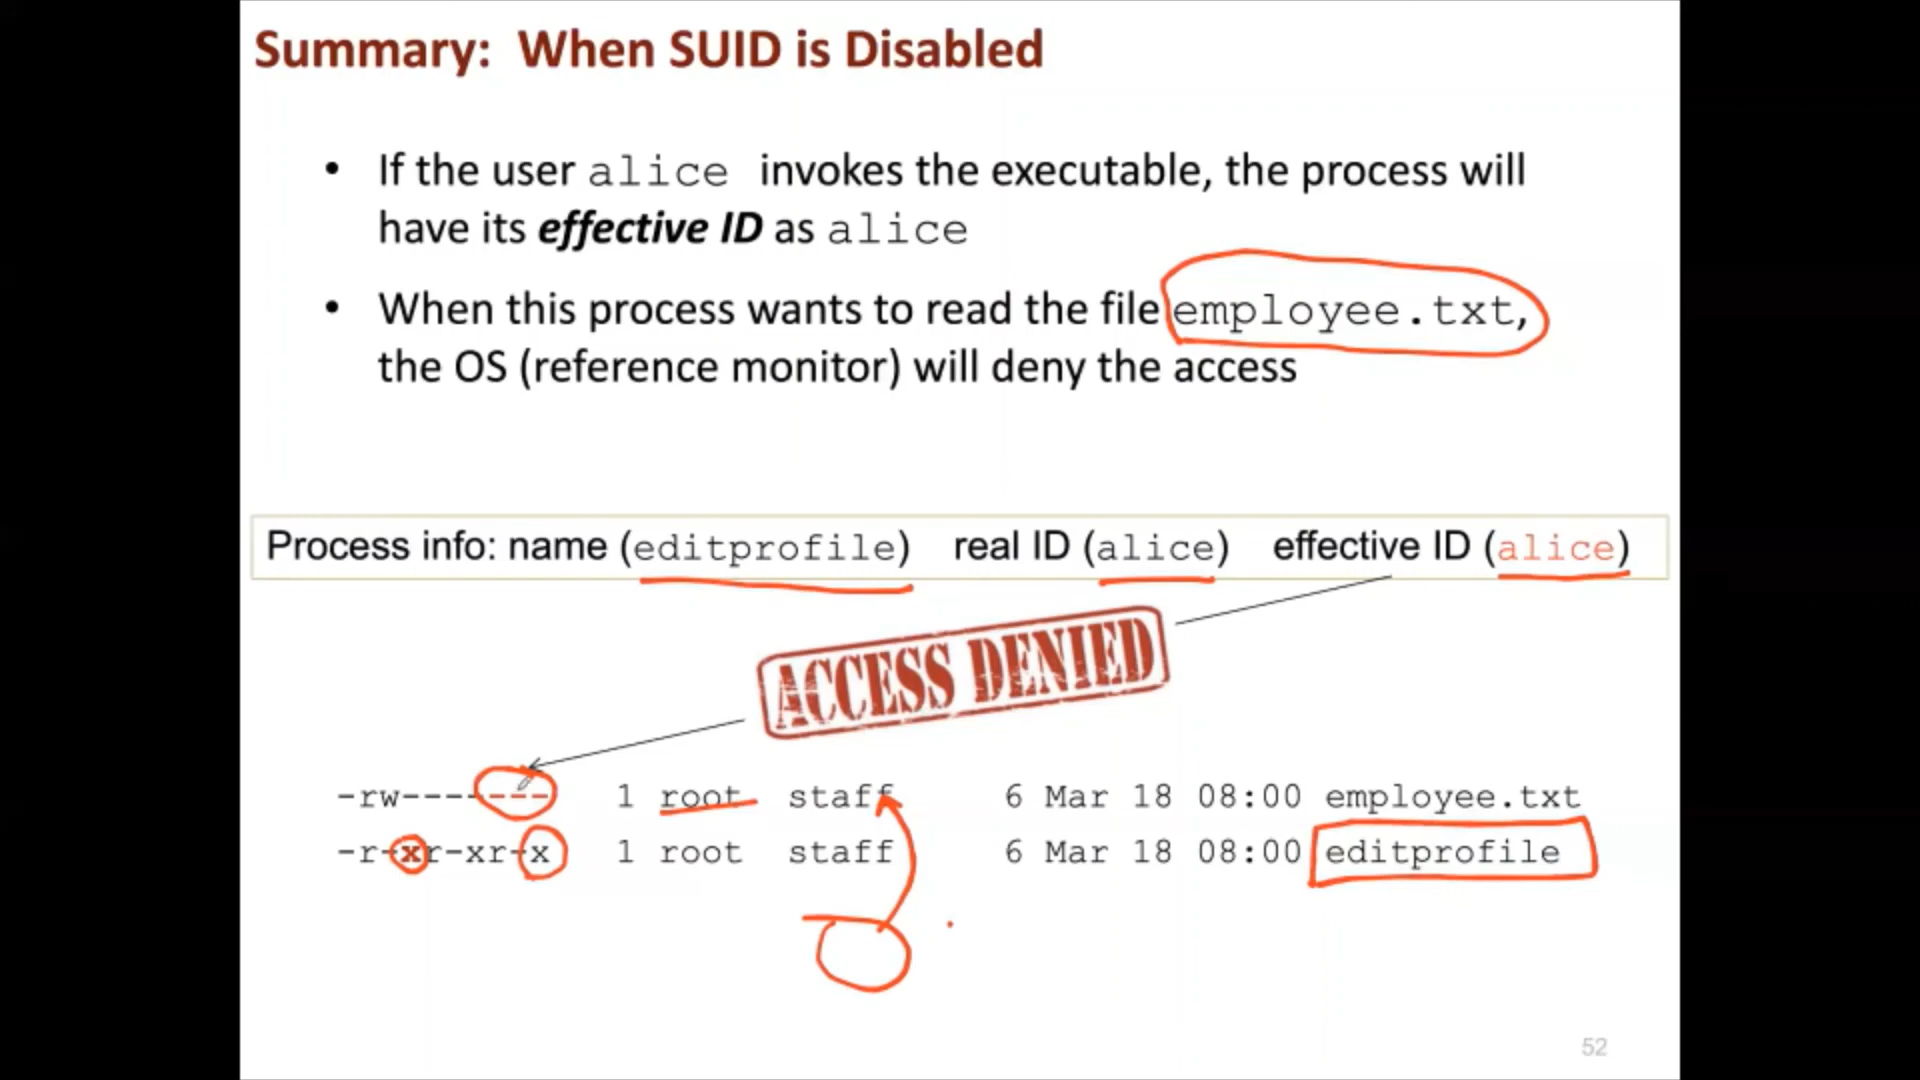 Summary: When SUID is Disabled
• If the user alice invokes the executable, the process will
have its effective ID as alice
• When this process wants to read the file employee.txt,
the OS (reference monitor) will deny the access
Process info: name (editprofile) real ID (alice) effective ID (alice)
ACCESS DENIED
-rw------- 1 root staff 6 Mar 18 08:00 employee.txt
-r-xr-xr-x 1 root staff 6 Mar 18 08:00 editprofile
52